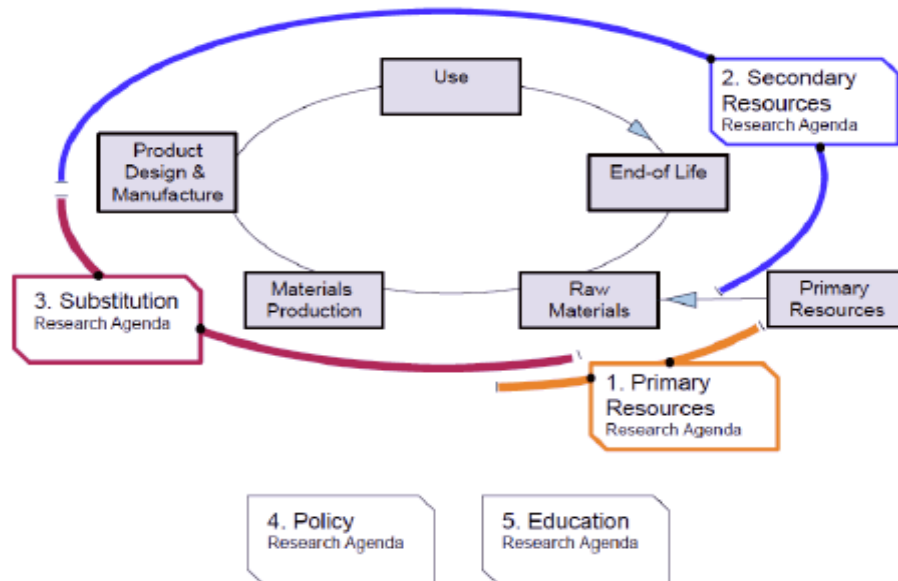 Use
2. Secondary
Resources
Research Agenda
Product
Design &
Manufacture
End-of Life
3. Substitution
Research Agenda
Materials
Production
Raw
Materials
Primary
Resources
1. Primary
Resources
Research Agenda
4. Policy
Research Agenda
5. Education
Research Agenda